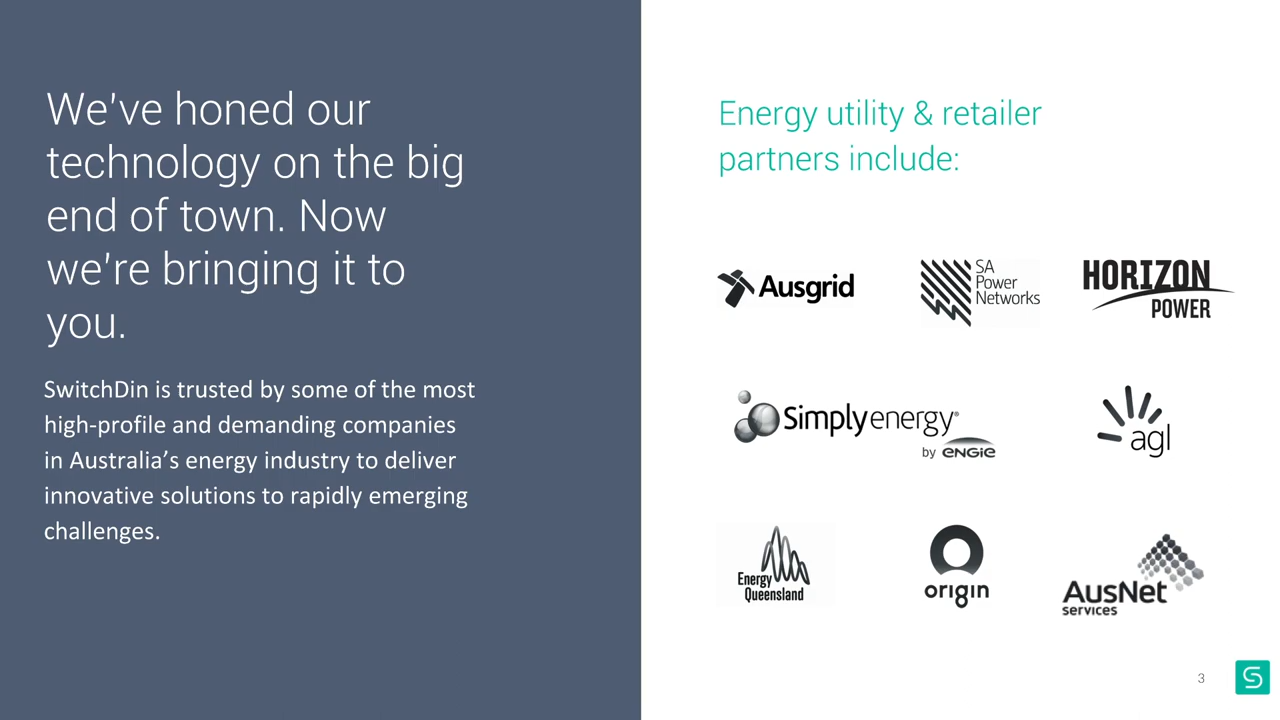 We've honed our
technology on the big
end of town. Now
we're bringing it to
you.
SwitchDin is trusted by some of the most
high-profile and demanding companies
in Australia’s energy industry to deliver
innovative solutions to rapidly emerging
challenges.
Energy utility & retailer
partners include:
Ausgrid
SA
Power
Networks
HORIZON
POWER
Simply energy®
by ENGIE
agl
Energy
Queensland
origin
AusNet
services
3
S